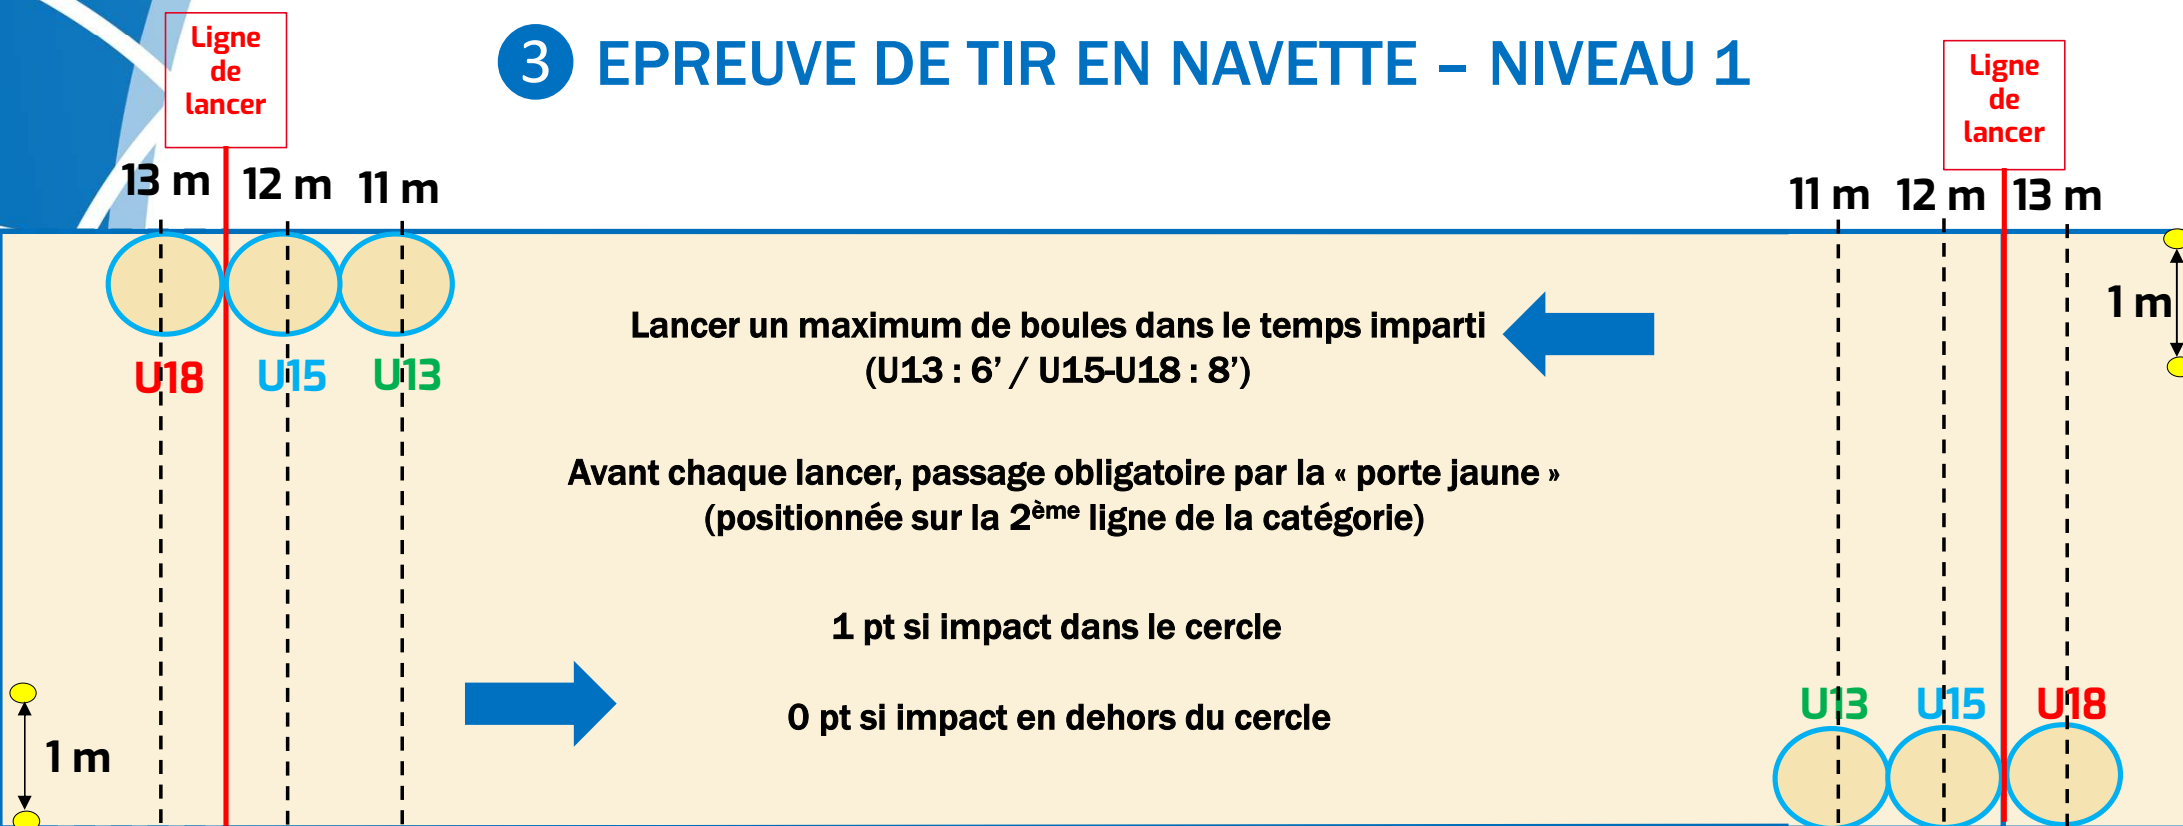 Ligne
de
lancer
3 EPREUVE DE TIR EN NAVETTE – NIVEAU 1
Ligne
de
lancer
13 m 12 m 11 m
11 m 12 m 13 m
1 m
Lancer un maximum de boules dans le temps imparti
(U13 : 6’ / U15-U18 : 8’)
U18 U15 U13
Avant chaque lancer, passage obligatoire par la « porte jaune »
(positionnée sur la 2ème ligne de la catégorie)
1 pt si impact dans le cercle
0 pt si impact en dehors du cercle
U13 U15 U18
1 m